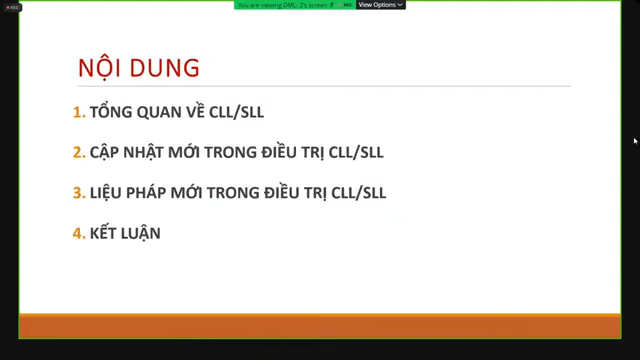 REC
You are viewing DML- 2's screen
View Options
NỘI DUNG
1. TỔNG QUAN VỀ CLL/SLL
2. CẬP NHẬT MỚI TRONG ĐIỀU TRỊ CLL/SLL
3. LIỆU PHÁP MỚI TRONG ĐIỀU TRỊ CLL/SLL
4. KẾT LUẬN